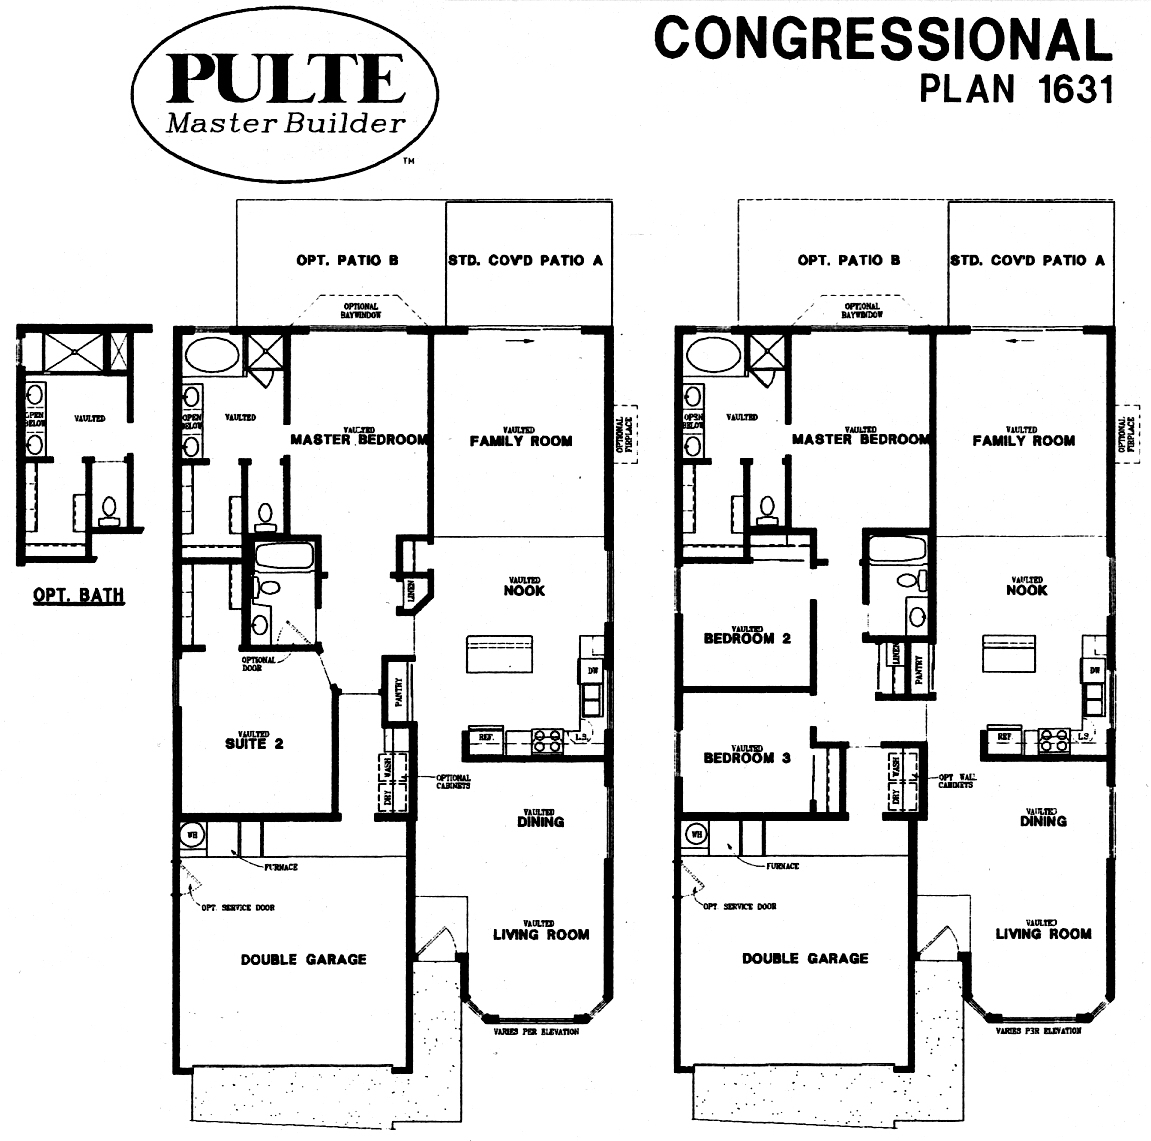 PULTE
Master Builder
TM
CONGRESSIONAL
PLAN 1631
OPT. PATIO B
STD. COV'D PATIO A
OPTIONAL
BAYWINDOW
OPEN
BELOW
VAULTED
OPT. BATH
OPEN
BELOW
VAULTED
VAULTED
MASTER BEDROOM
VAULTED
FAMILY ROOM
OPTIONAL
FIREPLACE
LINEN
VAULTED
NOOK
OPTIONAL
DOOR
PANTRY
DW
VAULTED
SUITE 2
REF.
L.S.
WASH
DRY
OPTIONAL
CABINETS
VAULTED
DINING
WH
FURNACE
OPT. SERVICE DOOR
VAULTED
LIVING ROOM
DOUBLE GARAGE
VARIES PER ELEVATION
OPT. PATIO B
STD. COV'D PATIO A
OPTIONAL
BAYWINDOW
OPEN
BELOW
VAULTED
VAULTED
MASTER BEDROOM
VAULTED
FAMILY ROOM
OPTIONAL
FIREPLACE
VAULTED
NOOK
VAULTED
BEDROOM 2
LINEN
PANTRY
DW
REF
L.S.
VAULTED
BEDROOM 3
WASH
DRY
OPT WALL
CABINETS
VAULTED
DINING
WH
FURNACE
OPT SERVICE DOOR
VAULTED
LIVING ROOM
DOUBLE GARAGE
VARIES PER ELEVATION